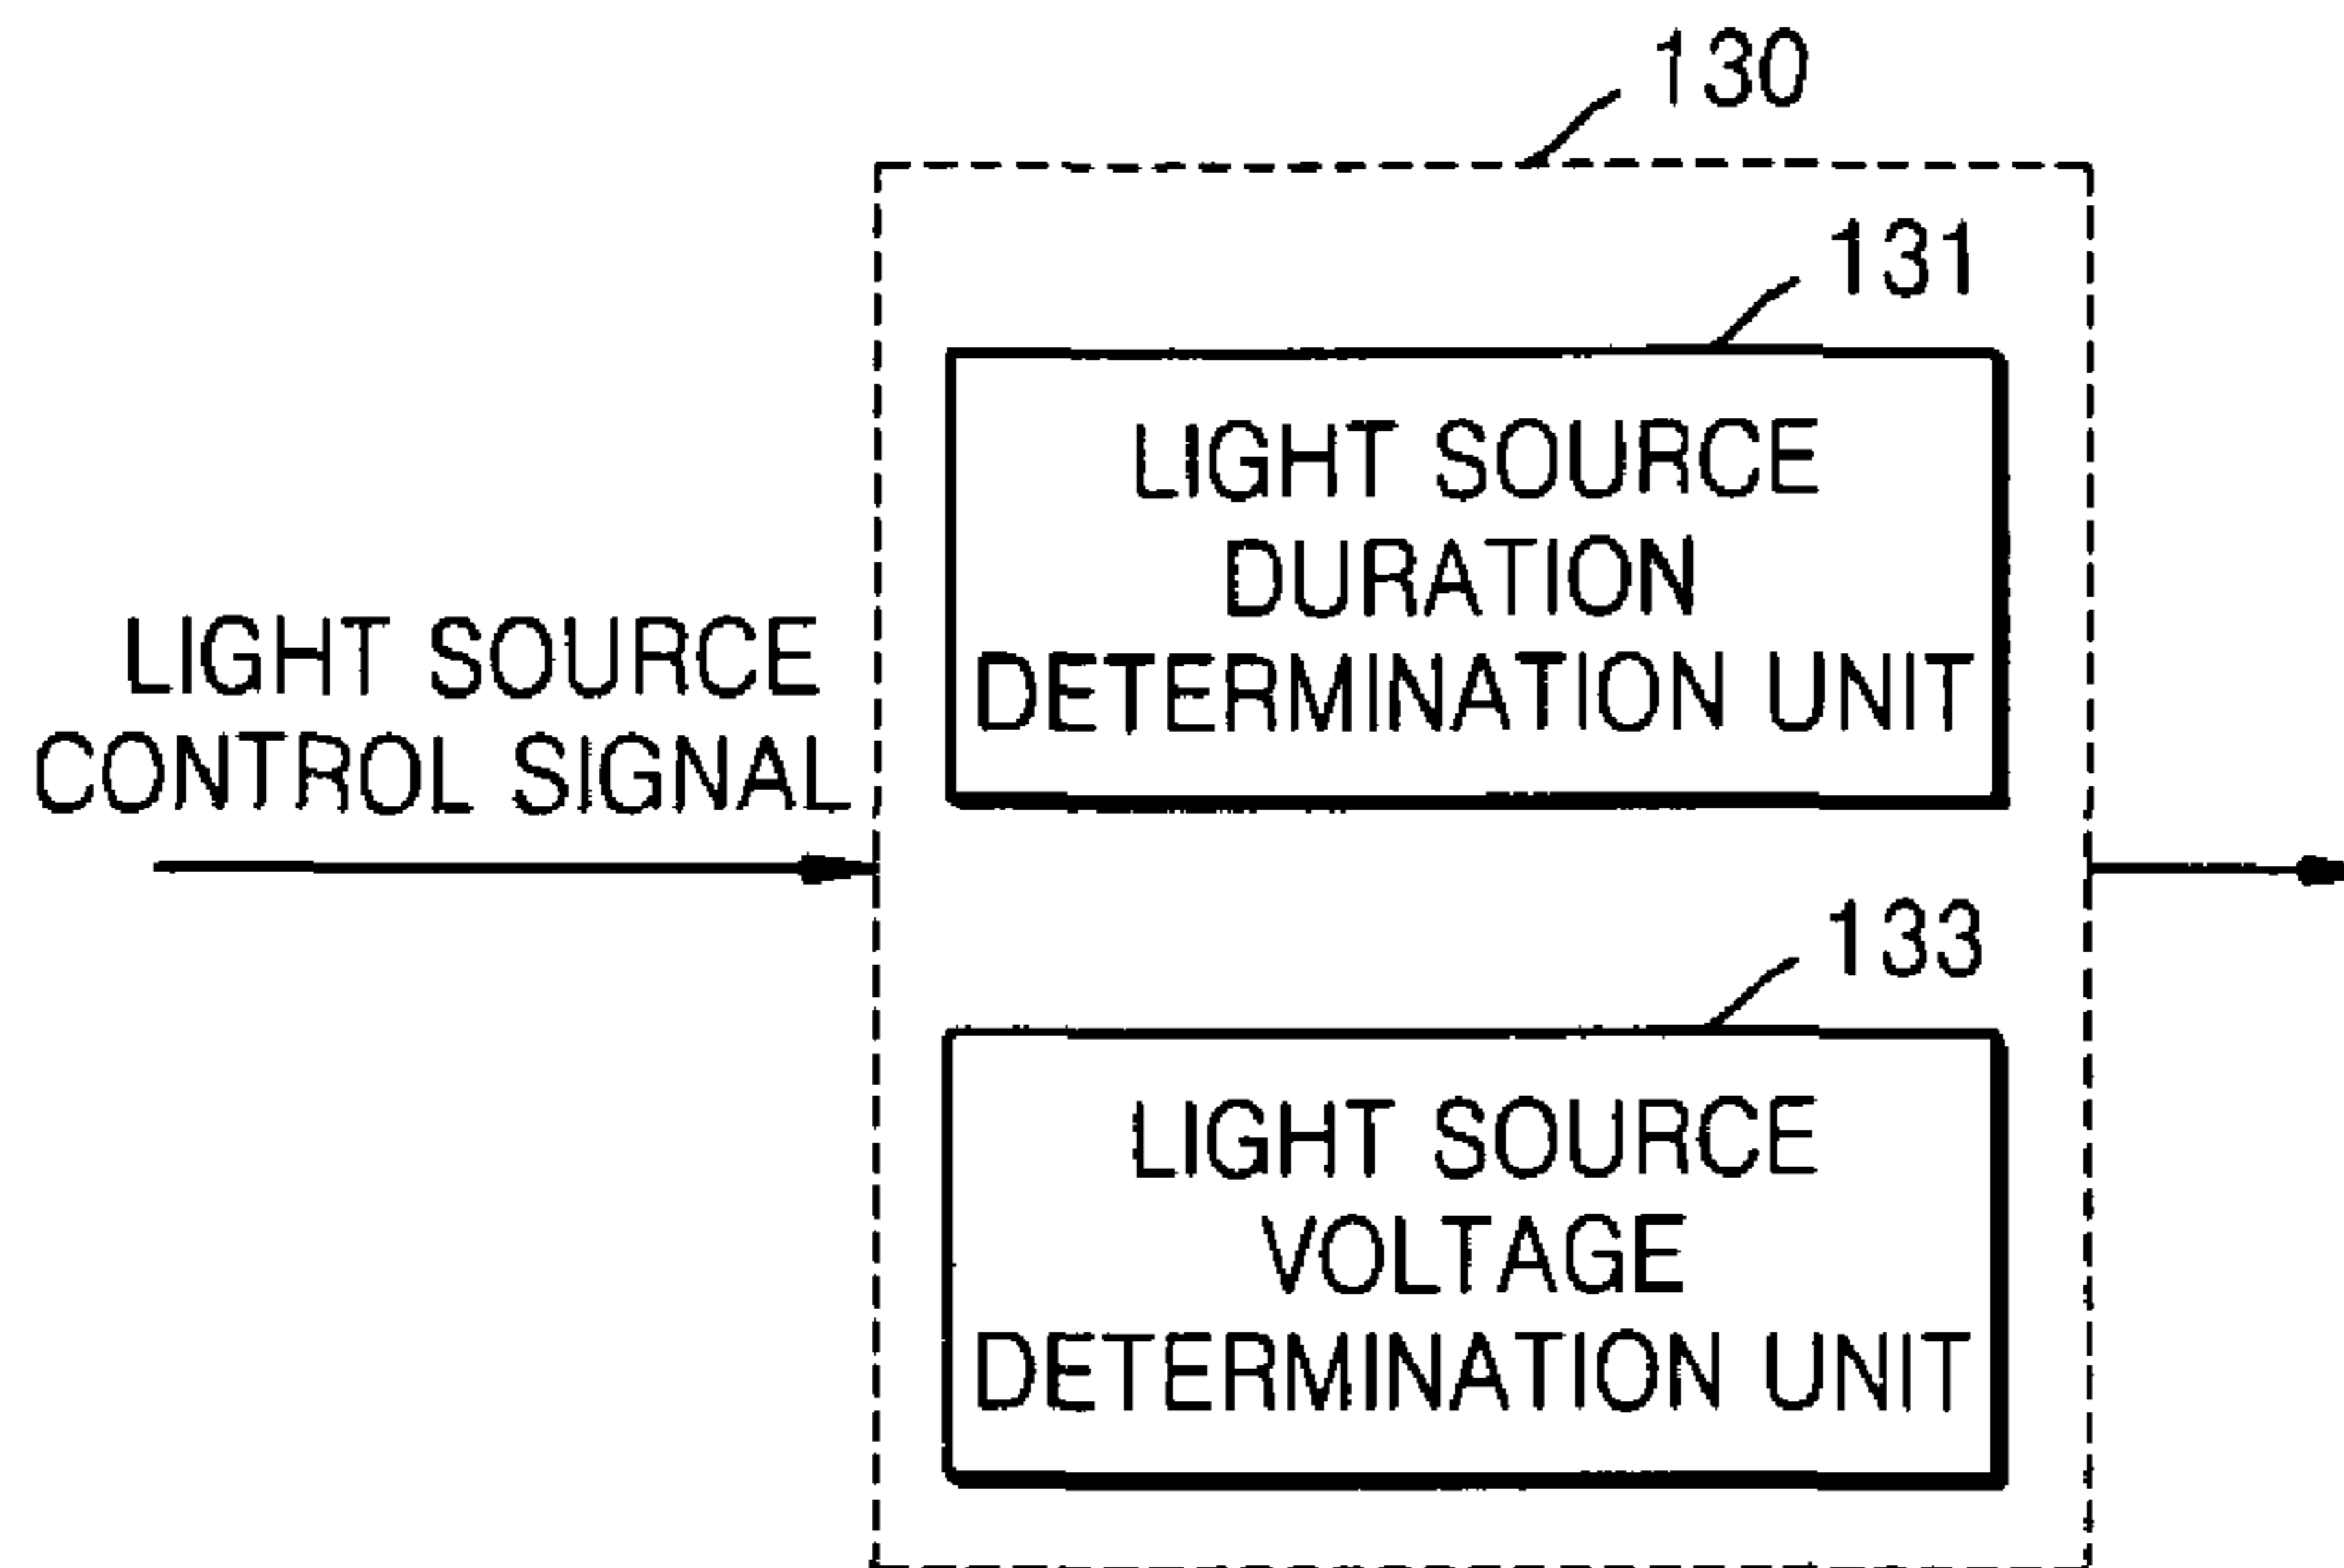 130
131
LIGHT SOURCE
DURATION
DETERMINATION UNIT
LIGHT SOURCE
CONTROL SIGNAL
133
LIGHT SOURCE
VOLTAGE
DETERMINATION UNIT